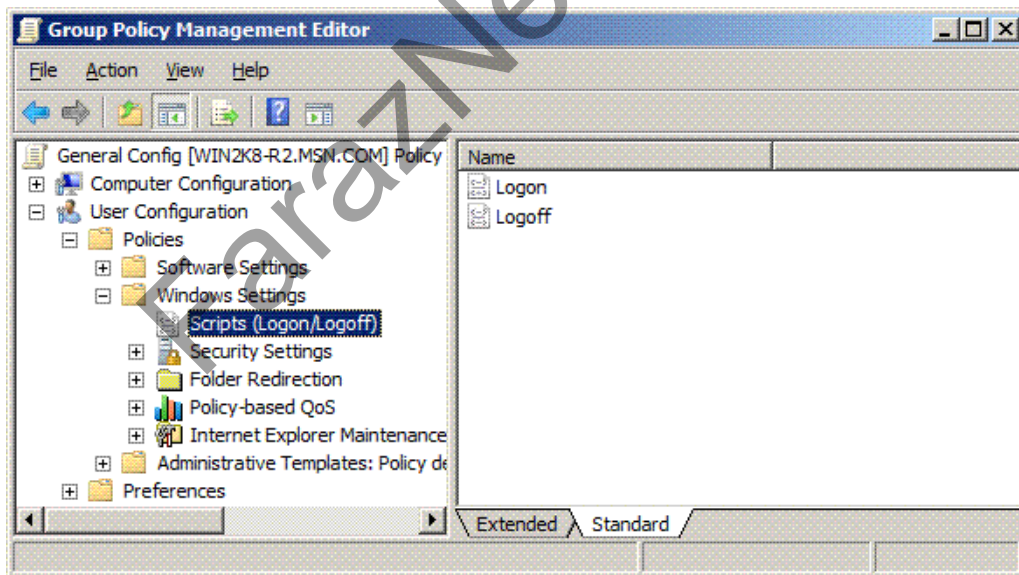 Group Policy Management Editor
File Action View Help
General Config [WIN2K8-R2.MSN.COM] Policy
Computer Configuration
User Configuration
Policies
Software Settings
Windows Settings
Scripts (Logon/Logoff)
Security Settings
Folder Redirection
Policy-based QoS
Internet Explorer Maintenance
Administrative Templates: Policy de
Preferences
Name
Logon
Logoff
Extended Standard
FarazNe